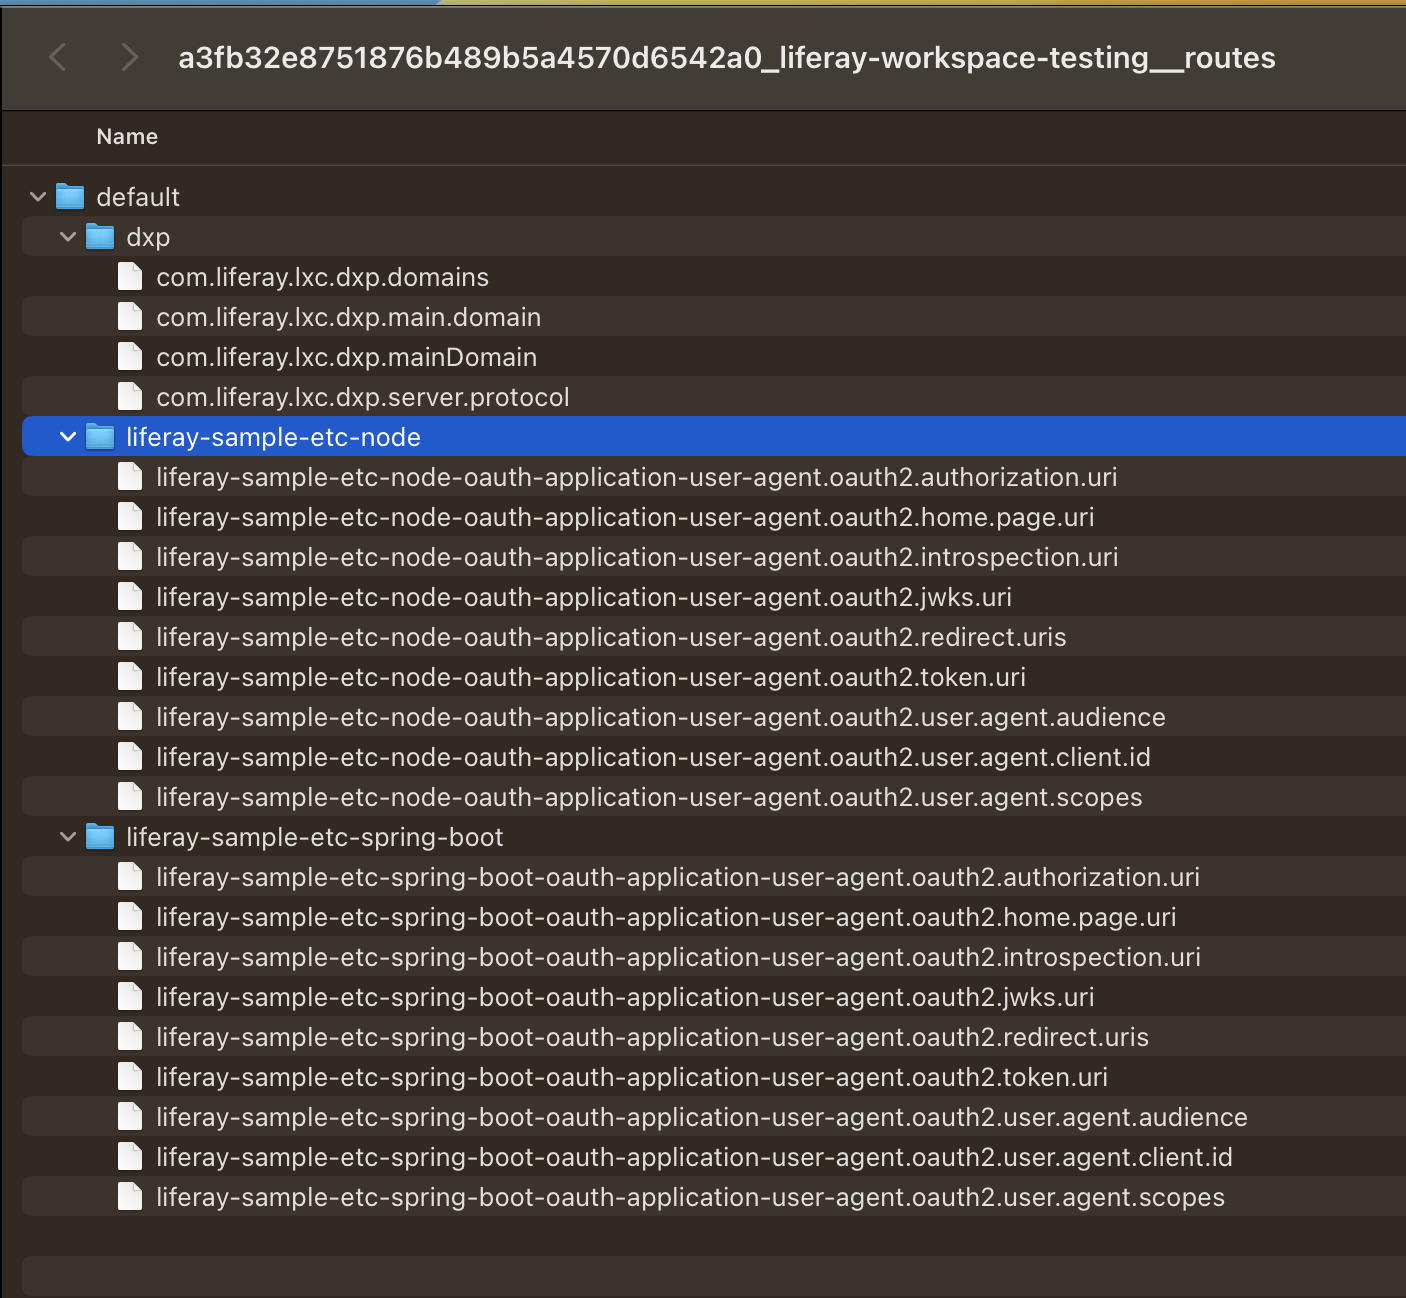 a3fb32e8751876b489b5a4570d6542a0_liferay-workspace-testing__routes
Name
default
dxp
com.liferay.lxc.dxp.domains
com.liferay.lxc.dxp.main.domain
com.liferay.lxc.dxp.mainDomain
com.liferay.lxc.dxp.server.protocol
liferay-sample-etc-node
liferay-sample-etc-node-oauth-application-user-agent.oauth2.authorization.uri
liferay-sample-etc-node-oauth-application-user-agent.oauth2.home.page.uri
liferay-sample-etc-node-oauth-application-user-agent.oauth2.introspection.uri
liferay-sample-etc-node-oauth-application-user-agent.oauth2.jwks.uri
liferay-sample-etc-node-oauth-application-user-agent.oauth2.redirect.uris
liferay-sample-etc-node-oauth-application-user-agent.oauth2.token.uri
liferay-sample-etc-node-oauth-application-user-agent.oauth2.user.agent.audience
liferay-sample-etc-node-oauth-application-user-agent.oauth2.user.agent.client.id
liferay-sample-etc-node-oauth-application-user-agent.oauth2.user.agent.scopes
liferay-sample-etc-spring-boot
liferay-sample-etc-spring-boot-oauth-application-user-agent.oauth2.authorization.uri
liferay-sample-etc-spring-boot-oauth-application-user-agent.oauth2.home.page.uri
liferay-sample-etc-spring-boot-oauth-application-user-agent.oauth2.introspection.uri
liferay-sample-etc-spring-boot-oauth-application-user-agent.oauth2.jwks.uri
liferay-sample-etc-spring-boot-oauth-application-user-agent.oauth2.redirect.uris
liferay-sample-etc-spring-boot-oauth-application-user-agent.oauth2.token.uri
liferay-sample-etc-spring-boot-oauth-application-user-agent.oauth2.user.agent.audience
liferay-sample-etc-spring-boot-oauth-application-user-agent.oauth2.user.agent.client.id
liferay-sample-etc-spring-boot-oauth-application-user-agent.oauth2.user.agent.scopes